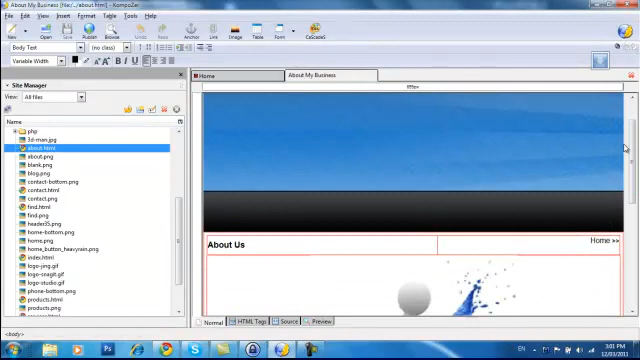 About My Business [file:/.../about.html] - KompoZer
File Edit View Insert Format Table Tools Help
New Open Save Publish Browse Undo Redo Anchor Link Image Table Form CaScadeS
Body Text (no class)
Variable Width
Site Manager
View: All files
Home
About My Business
Name
php
3d-man.jpg
about.html
about.png
blank.png
blog.png
contact-bottom.png
contact.html
contact.png
find.html
find.png
header35.png
home-bottom.png
home.png
home_button_heavyrain.png
index.html
logo-jing.gif
logo-snagit.gif
logo-studio.gif
phone-bottom.png
products.html
products.png
About Us
Home >>
Normal HTML Tags Source Preview
<body>
EN
3:01 PM
12/03/2011